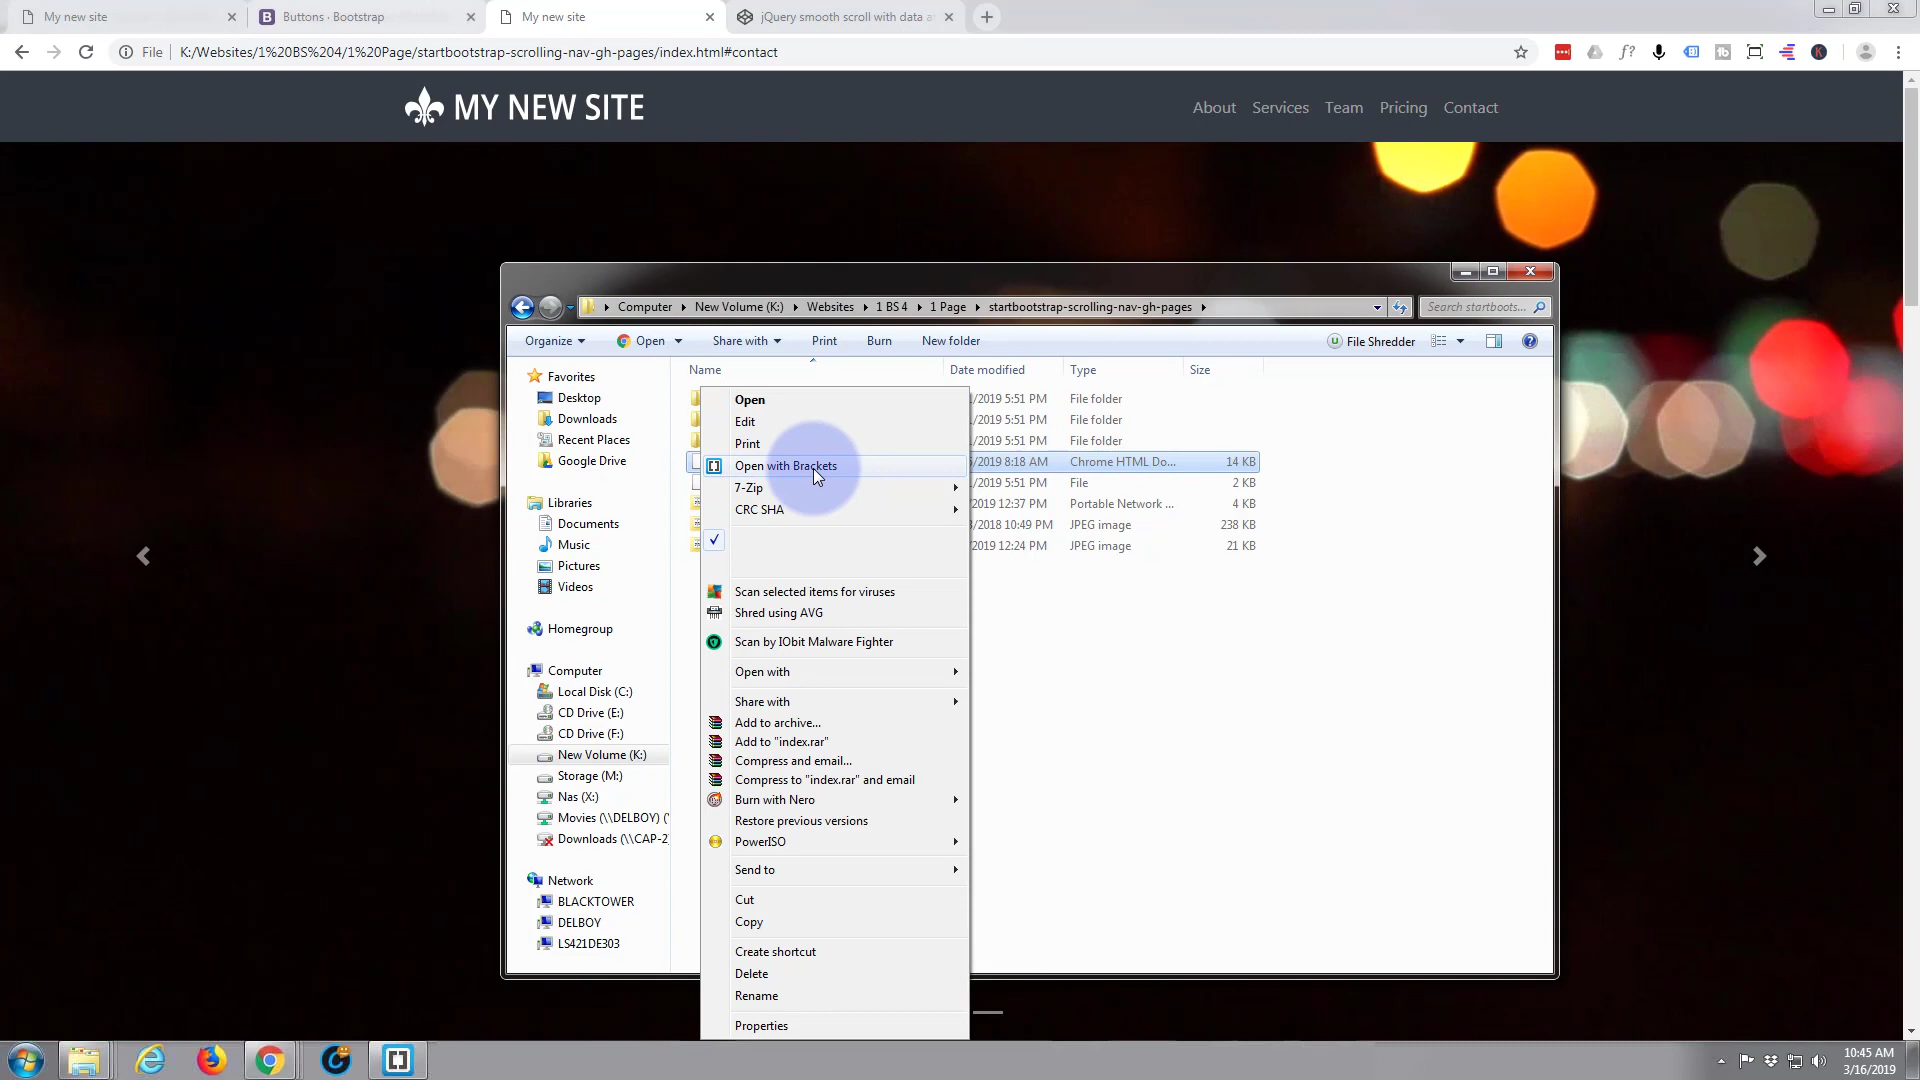 My new site
Buttons · Bootstrap
My new site
jQuery smooth scroll with data a
File K:/Websites/1%20BS%204/1%20Page/startbootstrap-scrolling-nav-gh-pages/index.html#contact
MY NEW SITE
About Services Team Pricing Contact
Computer New Volume (K:) Websites 1 BS 4 1 Page startbootstrap-scrolling-nav-gh-pages Search startboots...
Organize Open Share with Print Burn New folder File Shredder
Name Date modified Type Size
Favorites
Desktop
Downloads
Recent Places
Google Drive
Libraries
Documents
Music
Pictures
Videos
Homegroup
Computer
Local Disk (C:)
CD Drive (E:)
CD Drive (F:)
New Volume (K:)
Storage (M:)
Nas (X:)
Movies (\\DELBOY) (
Downloads (\\CAP-2
Network
BLACKTOWER
DELBOY
LS421DE303
Open
Edit
Print
Open with Brackets
7-Zip
CRC SHA
Scan selected items for viruses
Shred using AVG
Scan by IObit Malware Fighter
Open with
Share with
Add to archive...
Add to "index.rar"
Compress and email...
Compress to "index.rar" and email
Burn with Nero
Restore previous versions
PowerISO
Send to
Cut
Copy
Create shortcut
Delete
Rename
Properties
/2019 5:51 PM File folder
/2019 5:51 PM File folder
/2019 5:51 PM File folder
/2019 8:18 AM Chrome HTML Do... 14 KB
/2019 5:51 PM File 2 KB
/2019 12:37 PM Portable Network ... 4 KB
/2018 10:49 PM JPEG image 238 KB
/2019 12:24 PM JPEG image 21 KB
10:45 AM
3/16/2019